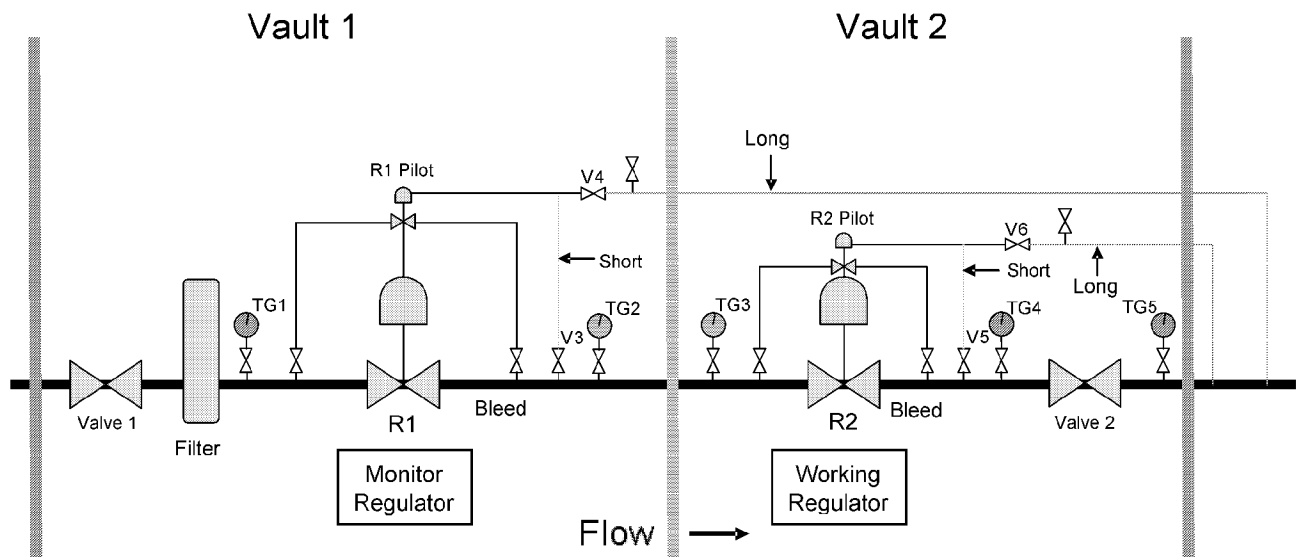 Vault 1
Vault 2
Long
R1 Pilot
V4
R2 Pilot
V6
Short
Short
Long
TG1
TG2
TG3
TG4
TG5
V3
V5
Valve 1
Filter
R1
Bleed
R2
Bleed
Valve 2
Monitor
Regulator
Working
Regulator
Flow